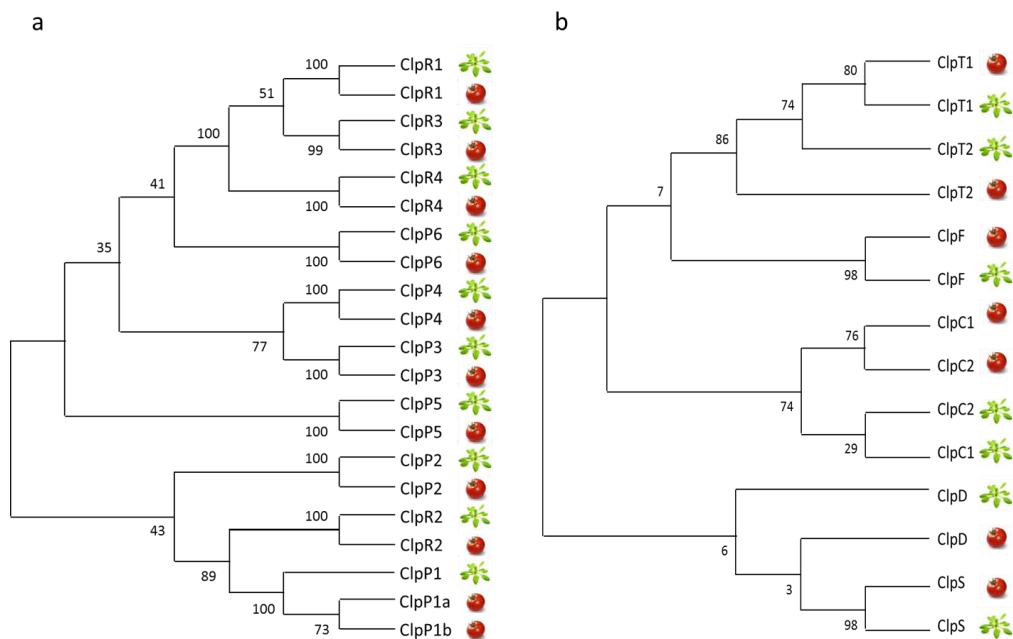 a
100
ClpR1
51
ClpR1
100
ClpR3
99
ClpR3
41
ClpR4
100
ClpR4
35
ClpP6
100
ClpP6
100
ClpP4
77
ClpP4
ClpP3
100
ClpP3
ClpP5
100
ClpP5
100
ClpP2
43
ClpP2
100
ClpR2
89
ClpR2
ClpP1
100
ClpP1a
73
ClpP1b
b
80
ClpT1
74
ClpT1
86
ClpT2
7
ClpT2
ClpF
98
ClpF
76
ClpC1
ClpC2
74
ClpC2
29
ClpC1
ClpD
6
ClpD
3
ClpS
98
ClpS